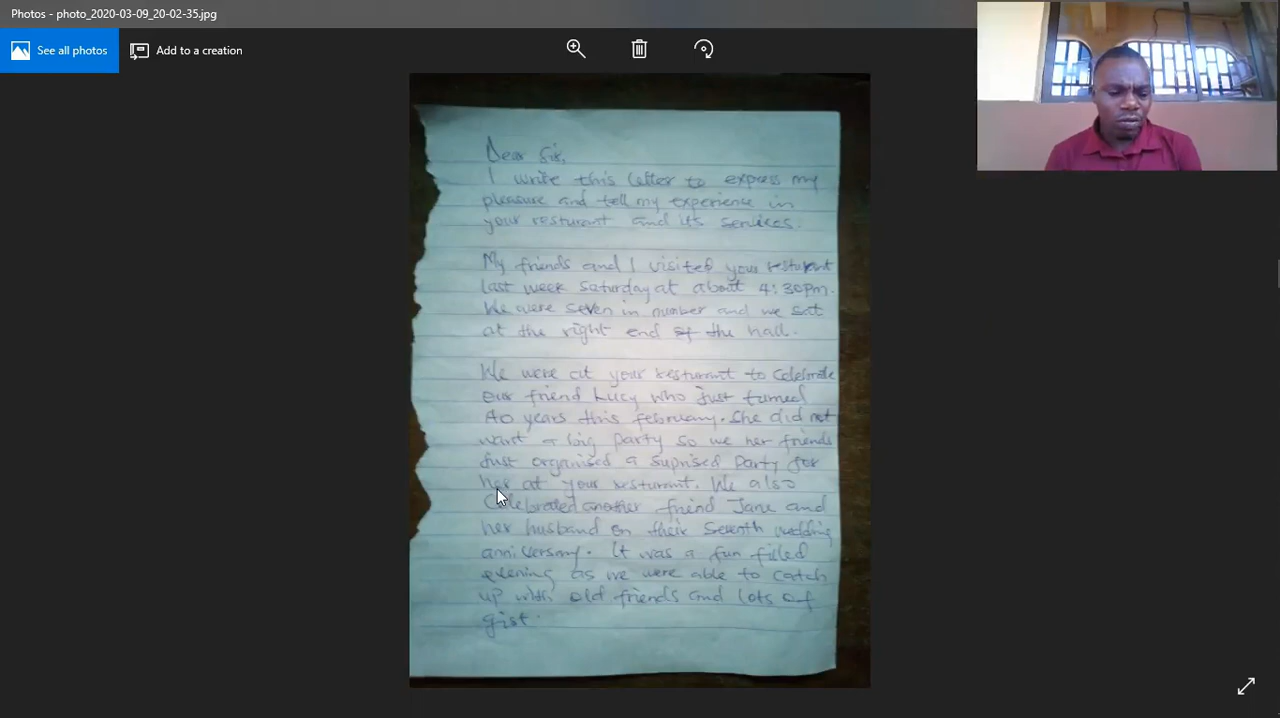 Photos - photo_2020-03-09_20-02-35.jpg
See all photos
Add to a creation
Dear Sir,
I write this letter to express my
pleasure and tell my experience in
your resturant and its services.
My friends and I visited your resturant
last week saturday at about 4:30pm.
We were seven in number and we sat
at the right end of the hall.
We were at your resturant to celebrate
our friend Lucy who just turned
40 years this february. She did not
want a big party so we her friends
Just organised a suprised party for
her at your resturant. We also
Celebrated another friend Jane and
her husband on their seventh wedding
anniversary. It was a fun filled
evening as we were able to catch
up with old friends and lots of
gist.